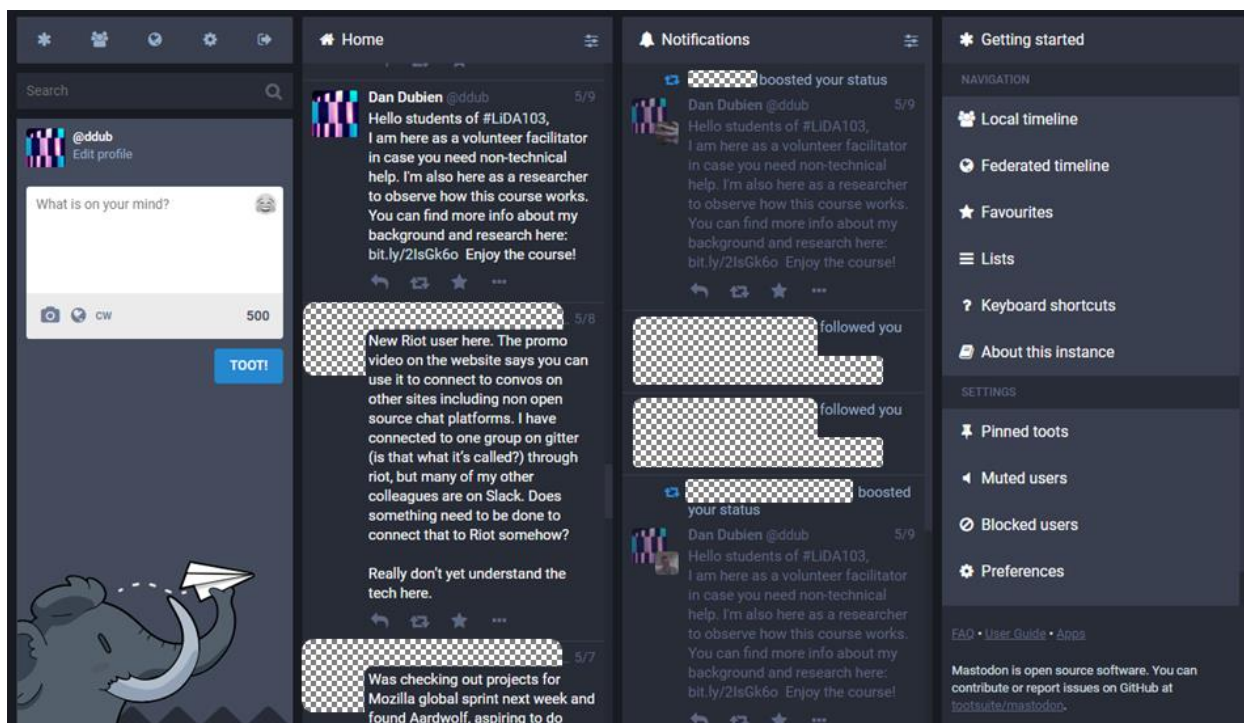 Search
@ddub
Edit profile
What is on your mind?
CW
500
TOOT!
Home
Dan Dubien @ddub 5/9
Hello students of #LiDA103,
I am here as a volunteer facilitator
in case you need non-technical
help. I'm also here as a researcher
to observe how this course works.
You can find more info about my
background and research here:
bit.ly/2IsGk6o Enjoy the course!
5/8
New Riot user here. The promo
video on the website says you can
use it to connect to convos on
other sites including non open
source chat platforms. I have
connected to one group on gitter
(is that what it's called?) through
riot, but many of my other
colleagues are on Slack. Does
something need to be done to
connect that to Riot somehow?
Really don't yet understand the
tech here.
5/7
Was checking out projects for
Mozilla global sprint next week and
found Aardwolf, aspiring to do
Notifications
boosted your status
Dan Dubien @ddub 5/9
Hello students of #LiDA103,
I am here as a volunteer facilitator
in case you need non-technical
help. I'm also here as a researcher
to observe how this course works.
You can find more info about my
background and research here:
bit.ly/2IsGk6o Enjoy the course!
followed you
followed you
boosted
your status
Dan Dubien @ddub 5/9
Hello students of #LiDA103,
I am here as a volunteer facilitator
in case you need non-technical
help. I'm also here as a researcher
to observe how this course works.
You can find more info about my
background and research here:
bit.ly/2IsGk6o Enjoy the course!
Getting started
NAVIGATION
Local timeline
Federated timeline
Favourites
Lists
Keyboard shortcuts
About this instance
SETTINGS
Pinned toots
Muted users
Blocked users
Preferences
FAQ • User Guide • Apps
Mastodon is open source software. You can
contribute or report issues on GitHub at
tootsuite/mastodon.